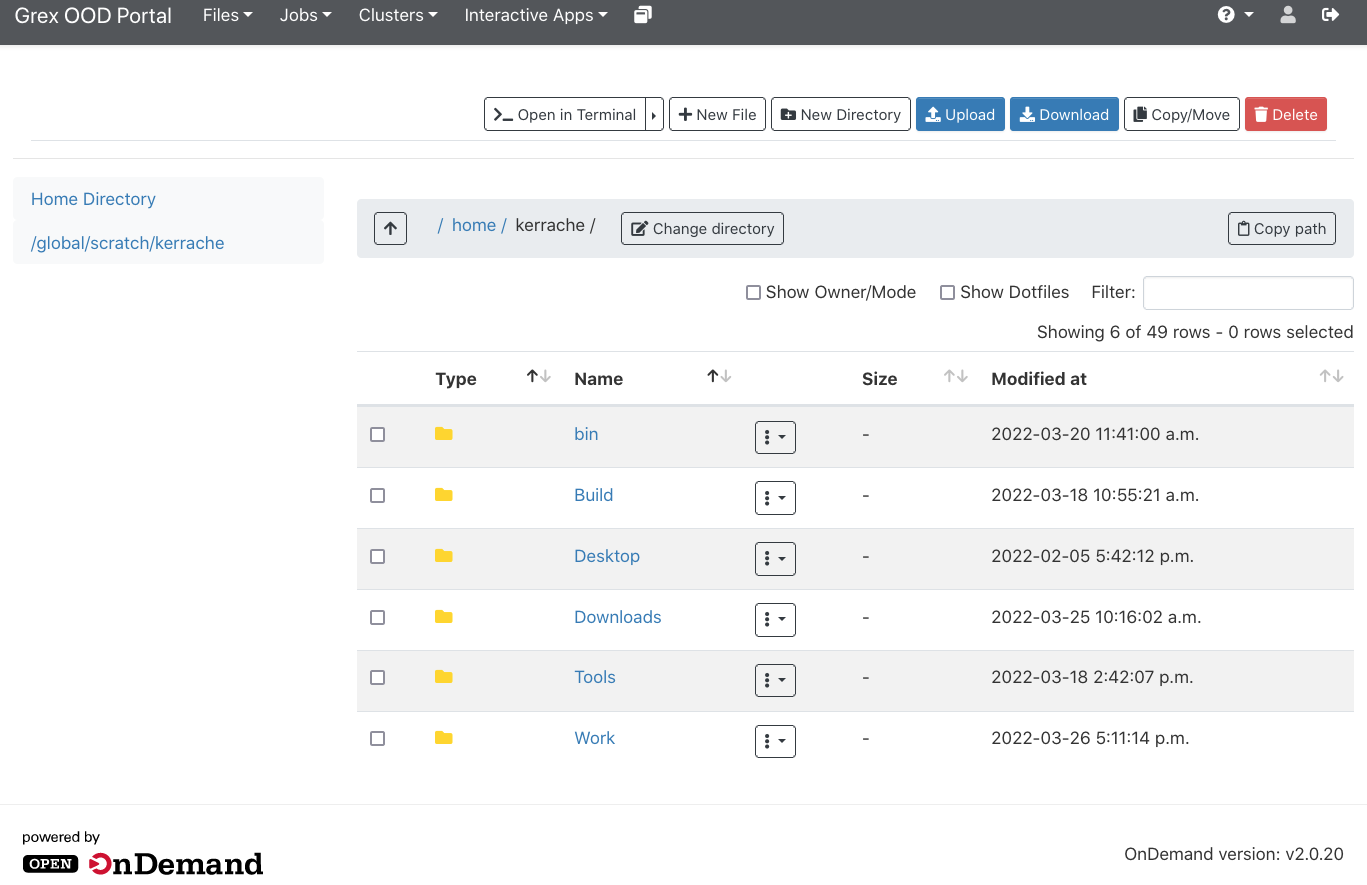 Grex OOD Portal Files Jobs Clusters Interactive Apps
Open in Terminal New File New Directory Upload Download Copy/Move Delete
Home Directory
/global/scratch/kerrache
/ home / kerrache / Change directory Copy path
Show Owner/Mode Show Dotfiles Filter:
Showing 6 of 49 rows - 0 rows selected
Type Name Size Modified at
bin - 2022-03-20 11:41:00 a.m.
Build - 2022-03-18 10:55:21 a.m.
Desktop - 2022-02-05 5:42:12 p.m.
Downloads - 2022-03-25 10:16:02 a.m.
Tools - 2022-03-18 2:42:07 p.m.
Work - 2022-03-26 5:11:14 p.m.
powered by
OPEN OnDemand
OnDemand version: v2.0.20